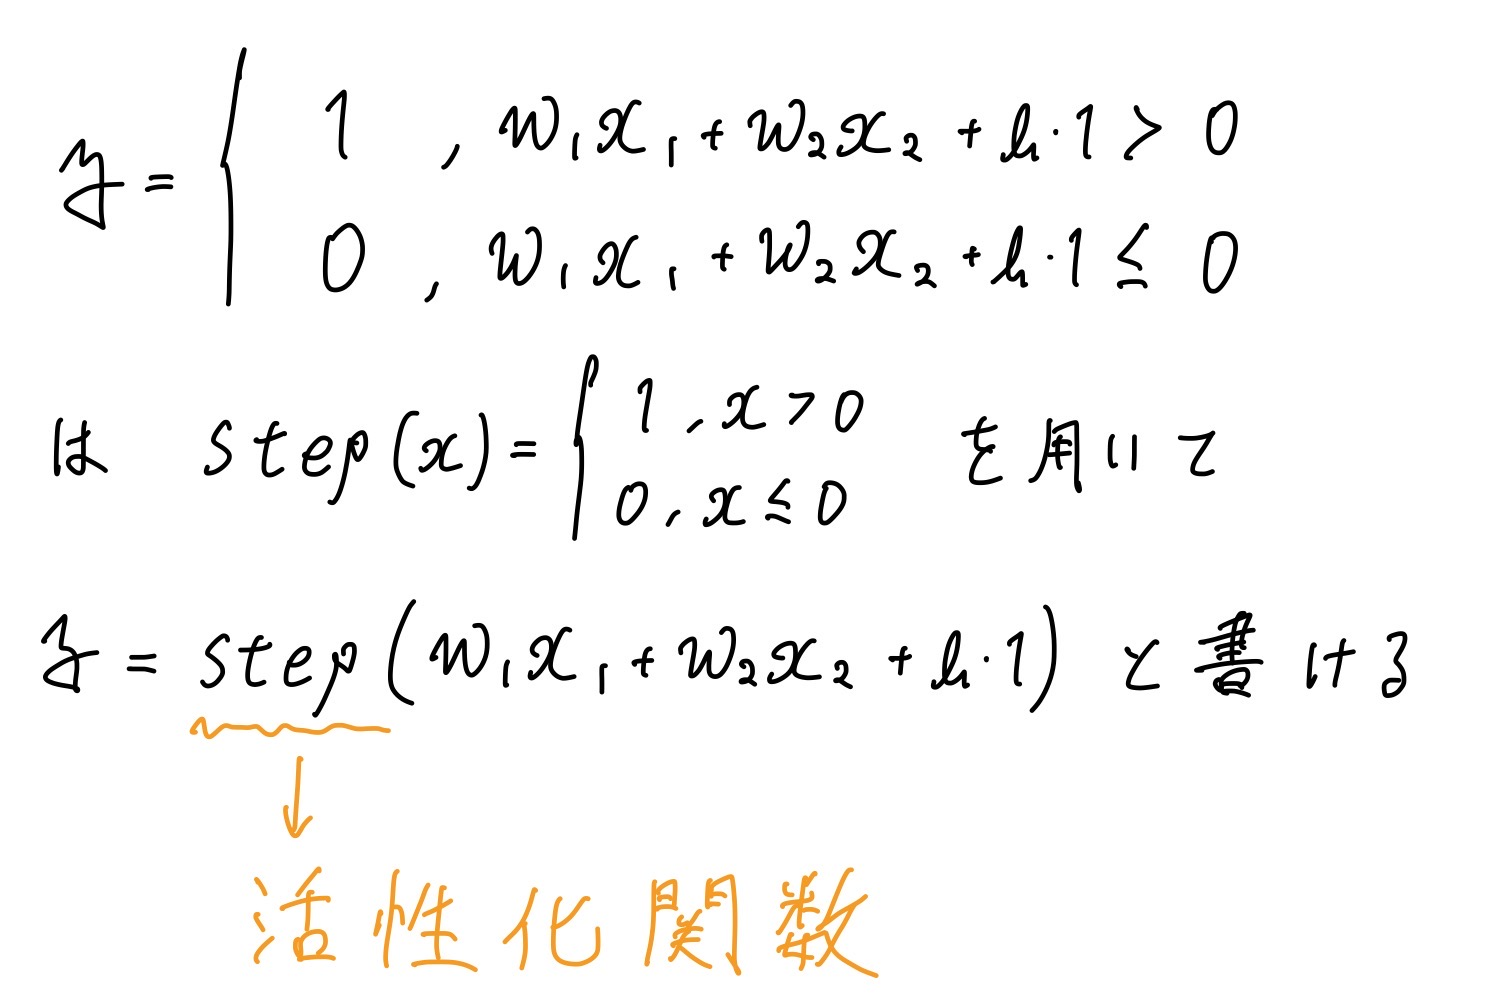 y = { 1 , w₁x₁ + w₂x₂ + h·1 > 0
0 , w₁x₁ + w₂x₂ + h·1 ≦ 0
は step(x) = { 1 , x > 0 を用いて
0 , x ≦ 0
y = step(w₁x₁ + w₂x₂ + h·1) と書ける
↓
活性化関数